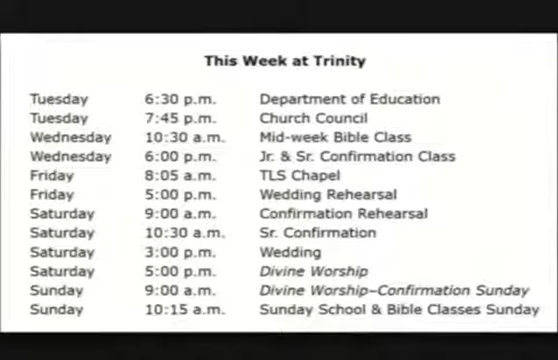 This Week at Trinity
Tuesday 6:30 p.m. Department of Education
Tuesday 7:45 p.m. Church Council
Wednesday 10:30 a.m. Mid-week Bible Class
Wednesday 6:00 p.m. Jr. & Sr. Confirmation Class
Friday 8:05 a.m. TLS Chapel
Friday 5:00 p.m. Wedding Rehearsal
Saturday 9:00 a.m. Confirmation Rehearsal
Saturday 10:30 a.m. Sr. Confirmation
Saturday 3:00 p.m. Wedding
Saturday 5:00 p.m. Divine Worship
Sunday 9:00 a.m. Divine Worship–Confirmation Sunday
Sunday 10:15 a.m. Sunday School & Bible Classes Sunday